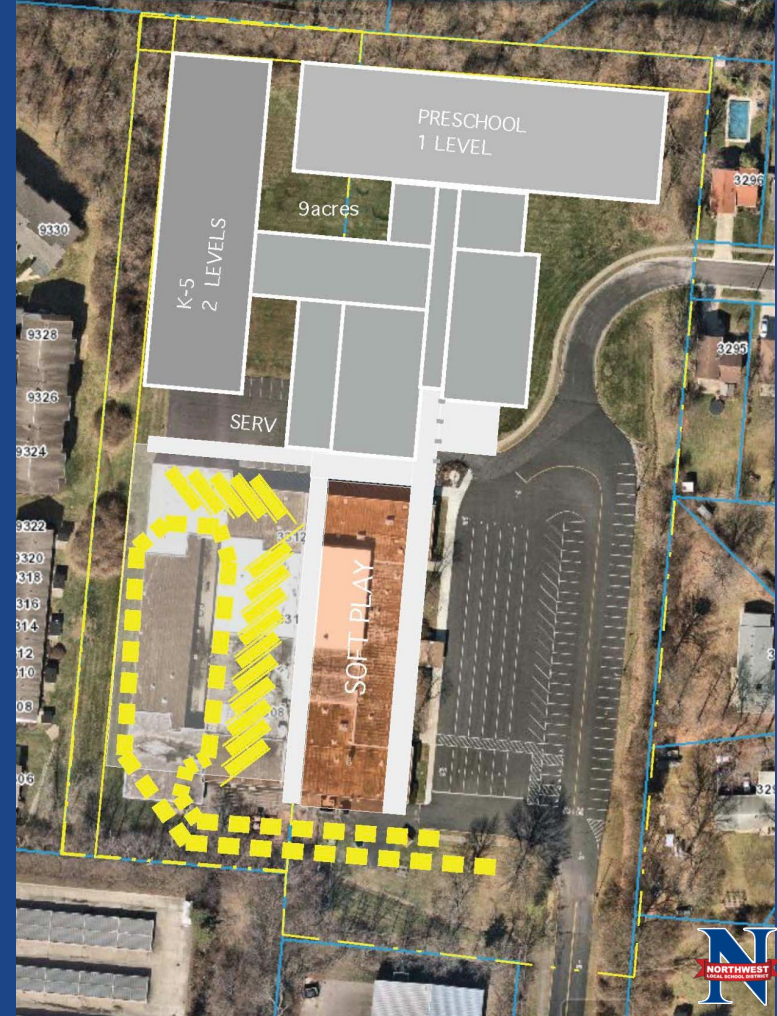 PRESCHOOL
1 LEVEL
3296
9330
9acres
K-5
2 LEVELS
9328
3295
9326
SERV
9324
9322
9320
9318
SOFT PLAY
NORTHWEST
LOCAL SCHOOL DISTRICT